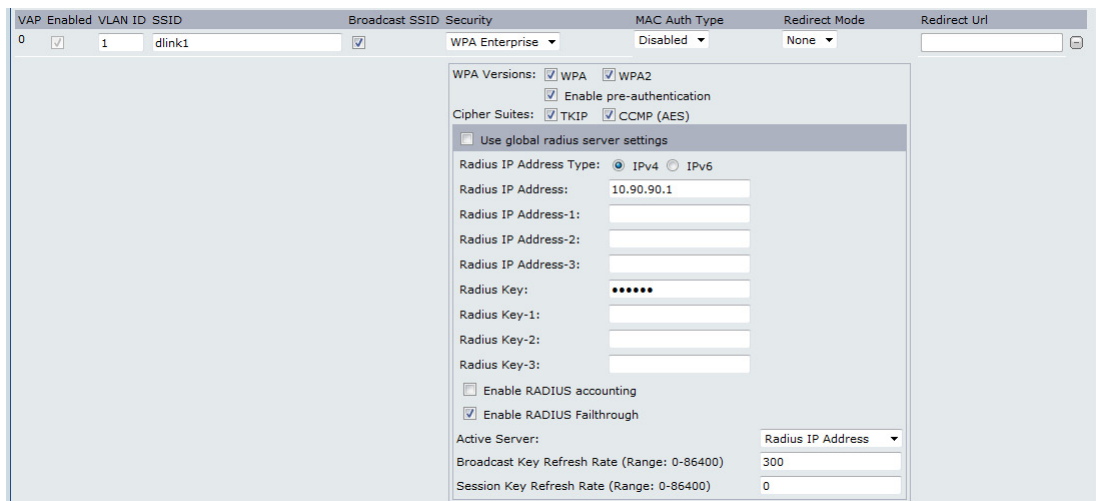 VAP Enabled VLAN ID SSID Broadcast SSID Security MAC Auth Type Redirect Mode Redirect Url
0 1 dlink1 WPA Enterprise Disabled None
WPA Versions: WPA WPA2
Enable pre-authentication
Cipher Suites: TKIP CCMP (AES)
Use global radius server settings
Radius IP Address Type: IPv4 IPv6
Radius IP Address: 10.90.90.1
Radius IP Address-1:
Radius IP Address-2:
Radius IP Address-3:
Radius Key: ••••••
Radius Key-1:
Radius Key-2:
Radius Key-3:
Enable RADIUS accounting
Enable RADIUS Failthrough
Active Server: Radius IP Address
Broadcast Key Refresh Rate (Range: 0-86400) 300
Session Key Refresh Rate (Range: 0-86400) 0